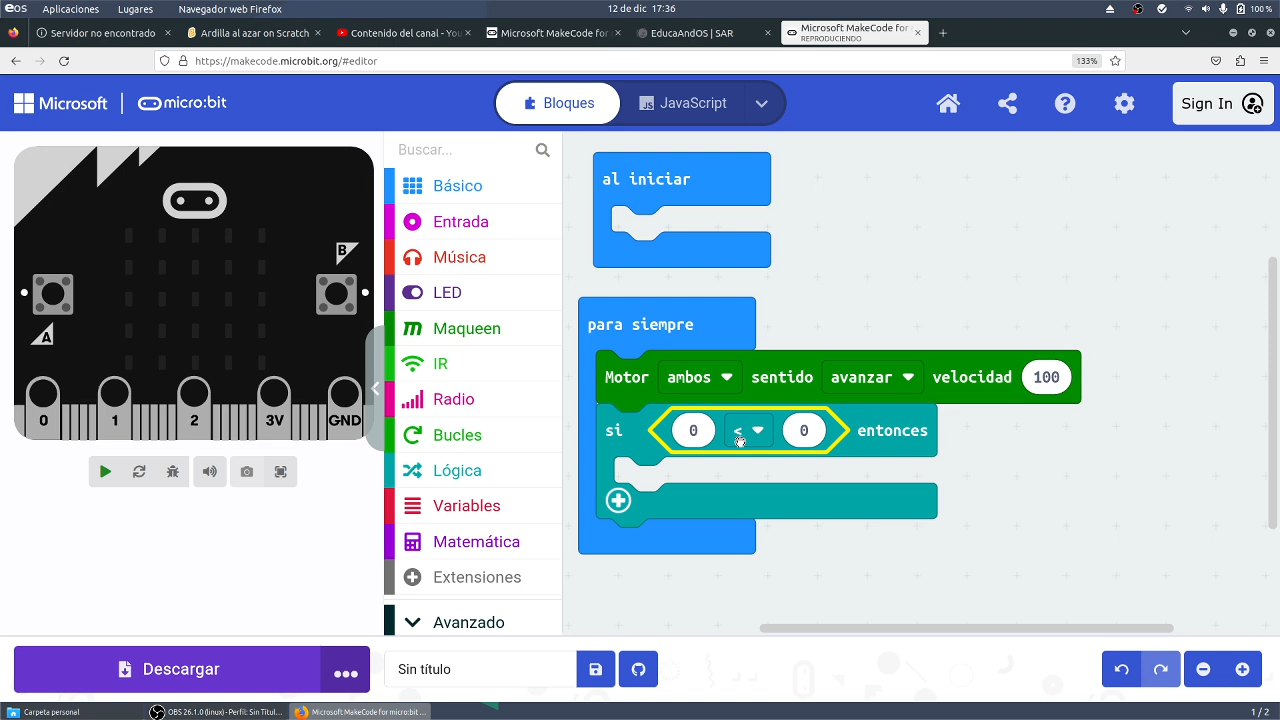 eos Aplicaciones Lugares Navegador web Firefox 12 de dic 17:36 100 %
Servidor no encontrado × Ardilla al azar on Scratch × Contenido del canal - You × Microsoft MakeCode for × EducaAndOS | SAR × Microsoft MakeCode for ×
REPRODUCIENDO
https://makecode.microbit.org/#editor 133%
Microsoft | micro:bit Bloques JS JavaScript Sign In
Buscar...
al iniciar
Básico
Entrada
Música
LED
Maqueen
IR
Radio
Bucles
Lógica
Variables
Matemática
Extensiones
Avanzado
A
B
0 1 2 3V GND
para siempre
Motor ambos sentido avanzar velocidad 100
si 0 < 0 entonces
Descargar ••• Sin título
Carpeta personal OBS 26.1.0 (linux) - Perfil: Sin Titul... Microsoft MakeCode for micro:bit ... 1 / 2